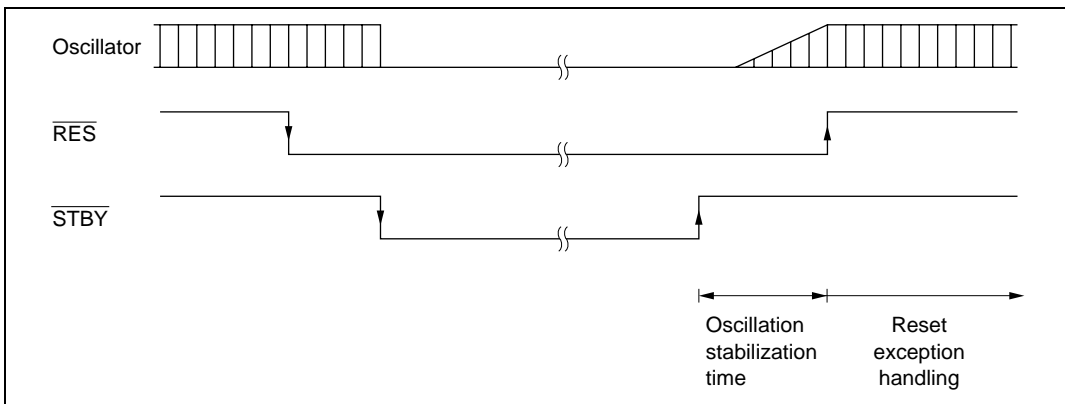 Oscillator
RES
STBY
Oscillation
stabilization
time
Reset
exception
handling